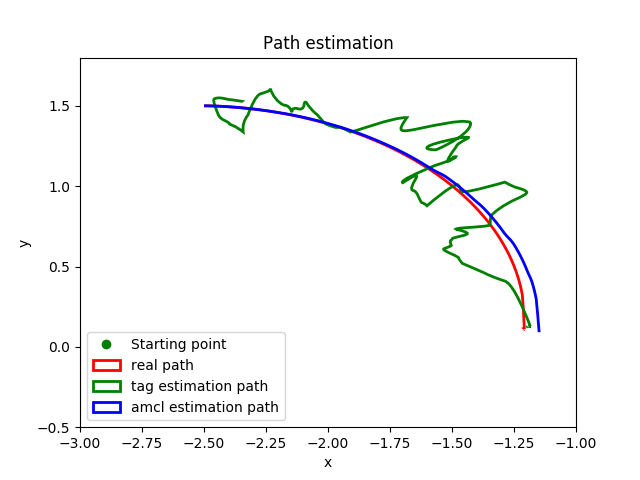 Path estimation
1.5
1.0
0.5
0.0
−0.5
y
Starting point
real path
tag estimation path
amcl estimation path
−3.00 −2.75 −2.50 −2.25 −2.00 −1.75 −1.50 −1.25 −1.00
x